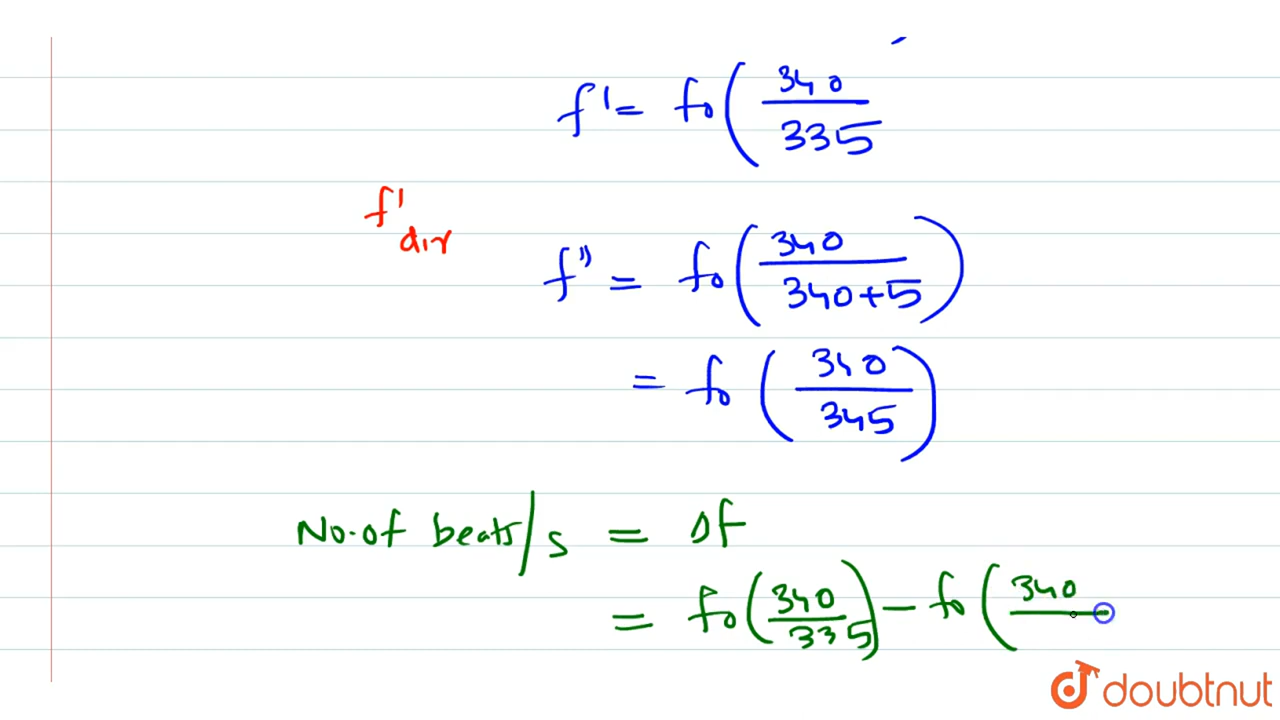 f' = f₀(340/335
f'dir
f'' = f₀(340/340+5)
= f₀(340/345)
No. of beats/s = Δf
= f₀(340/335) - f₀(340/
doubtnut